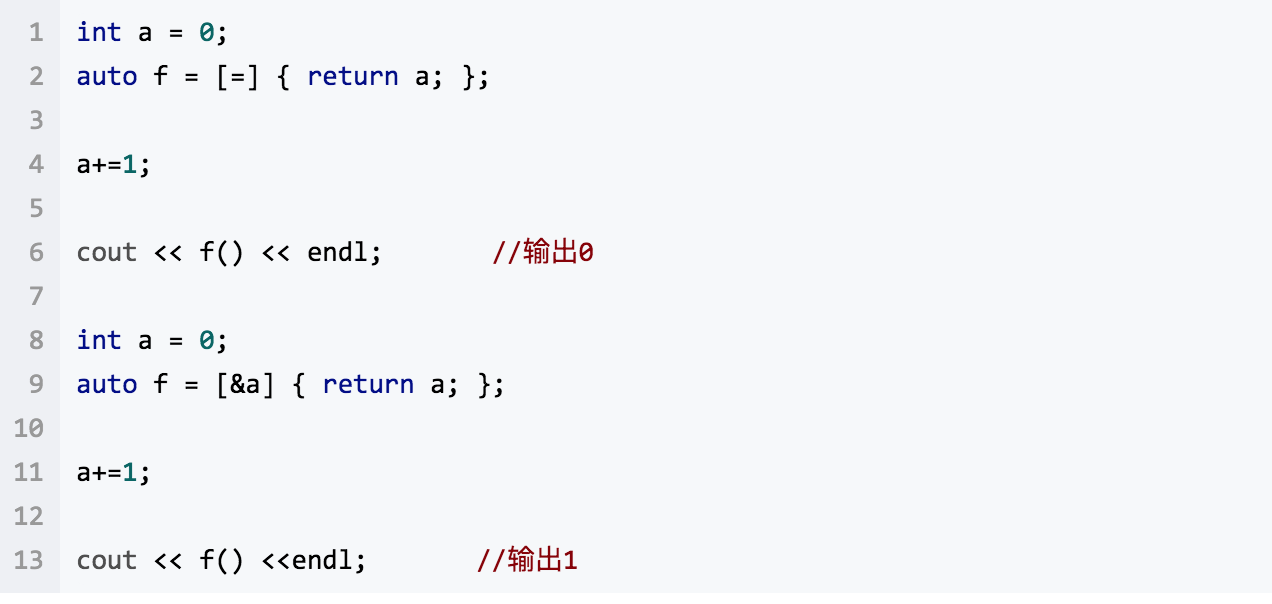 1 int a = 0;
2 auto f = [=] { return a; };
3
4 a+=1;
5
6 cout << f() << endl;       //输出0
7
8 int a = 0;
9 auto f = [&a] { return a; };
10
11 a+=1;
12
13 cout << f() <<endl;       //输出1